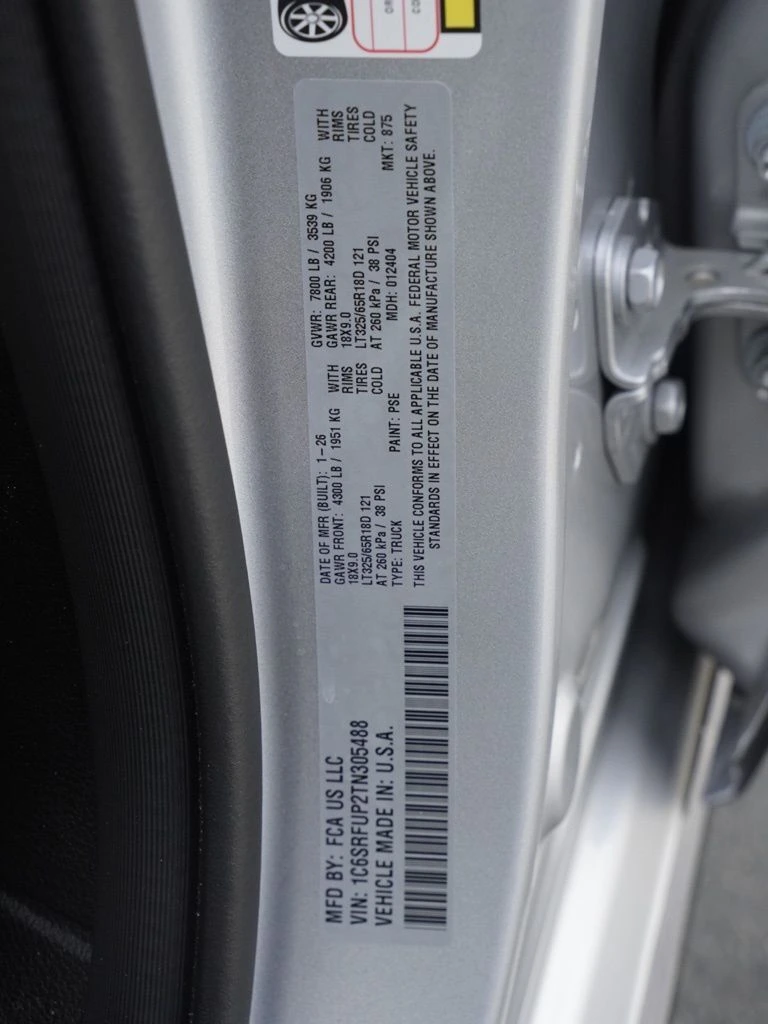 MFD BY: FCA US LLC
VIN: 1C6SRFUP2TN305488
VEHICLE MADE IN: U.S.A.
DATE OF MFR (BUILT): 1-26 GVWR: 7800 LB / 3539 KG
GAWR FRONT: 4300 LB / 1951 KG WITH GAWR REAR: 4200 LB / 1906 KG WITH
18X9.0 RIMS 18X9.0 RIMS
LT325/65R18D 121 TIRES LT325/65R18D 121 TIRES
AT 260 kPa / 38 PSI COLD AT 260 kPa / 38 PSI COLD
TYPE: TRUCK PAINT: PSE MDH: 012404 MKT: 875
THIS VEHICLE CONFORMS TO ALL APPLICABLE U.S.A. FEDERAL MOTOR VEHICLE SAFETY
STANDARDS IN EFFECT ON THE DATE OF MANUFACTURE SHOWN ABOVE.